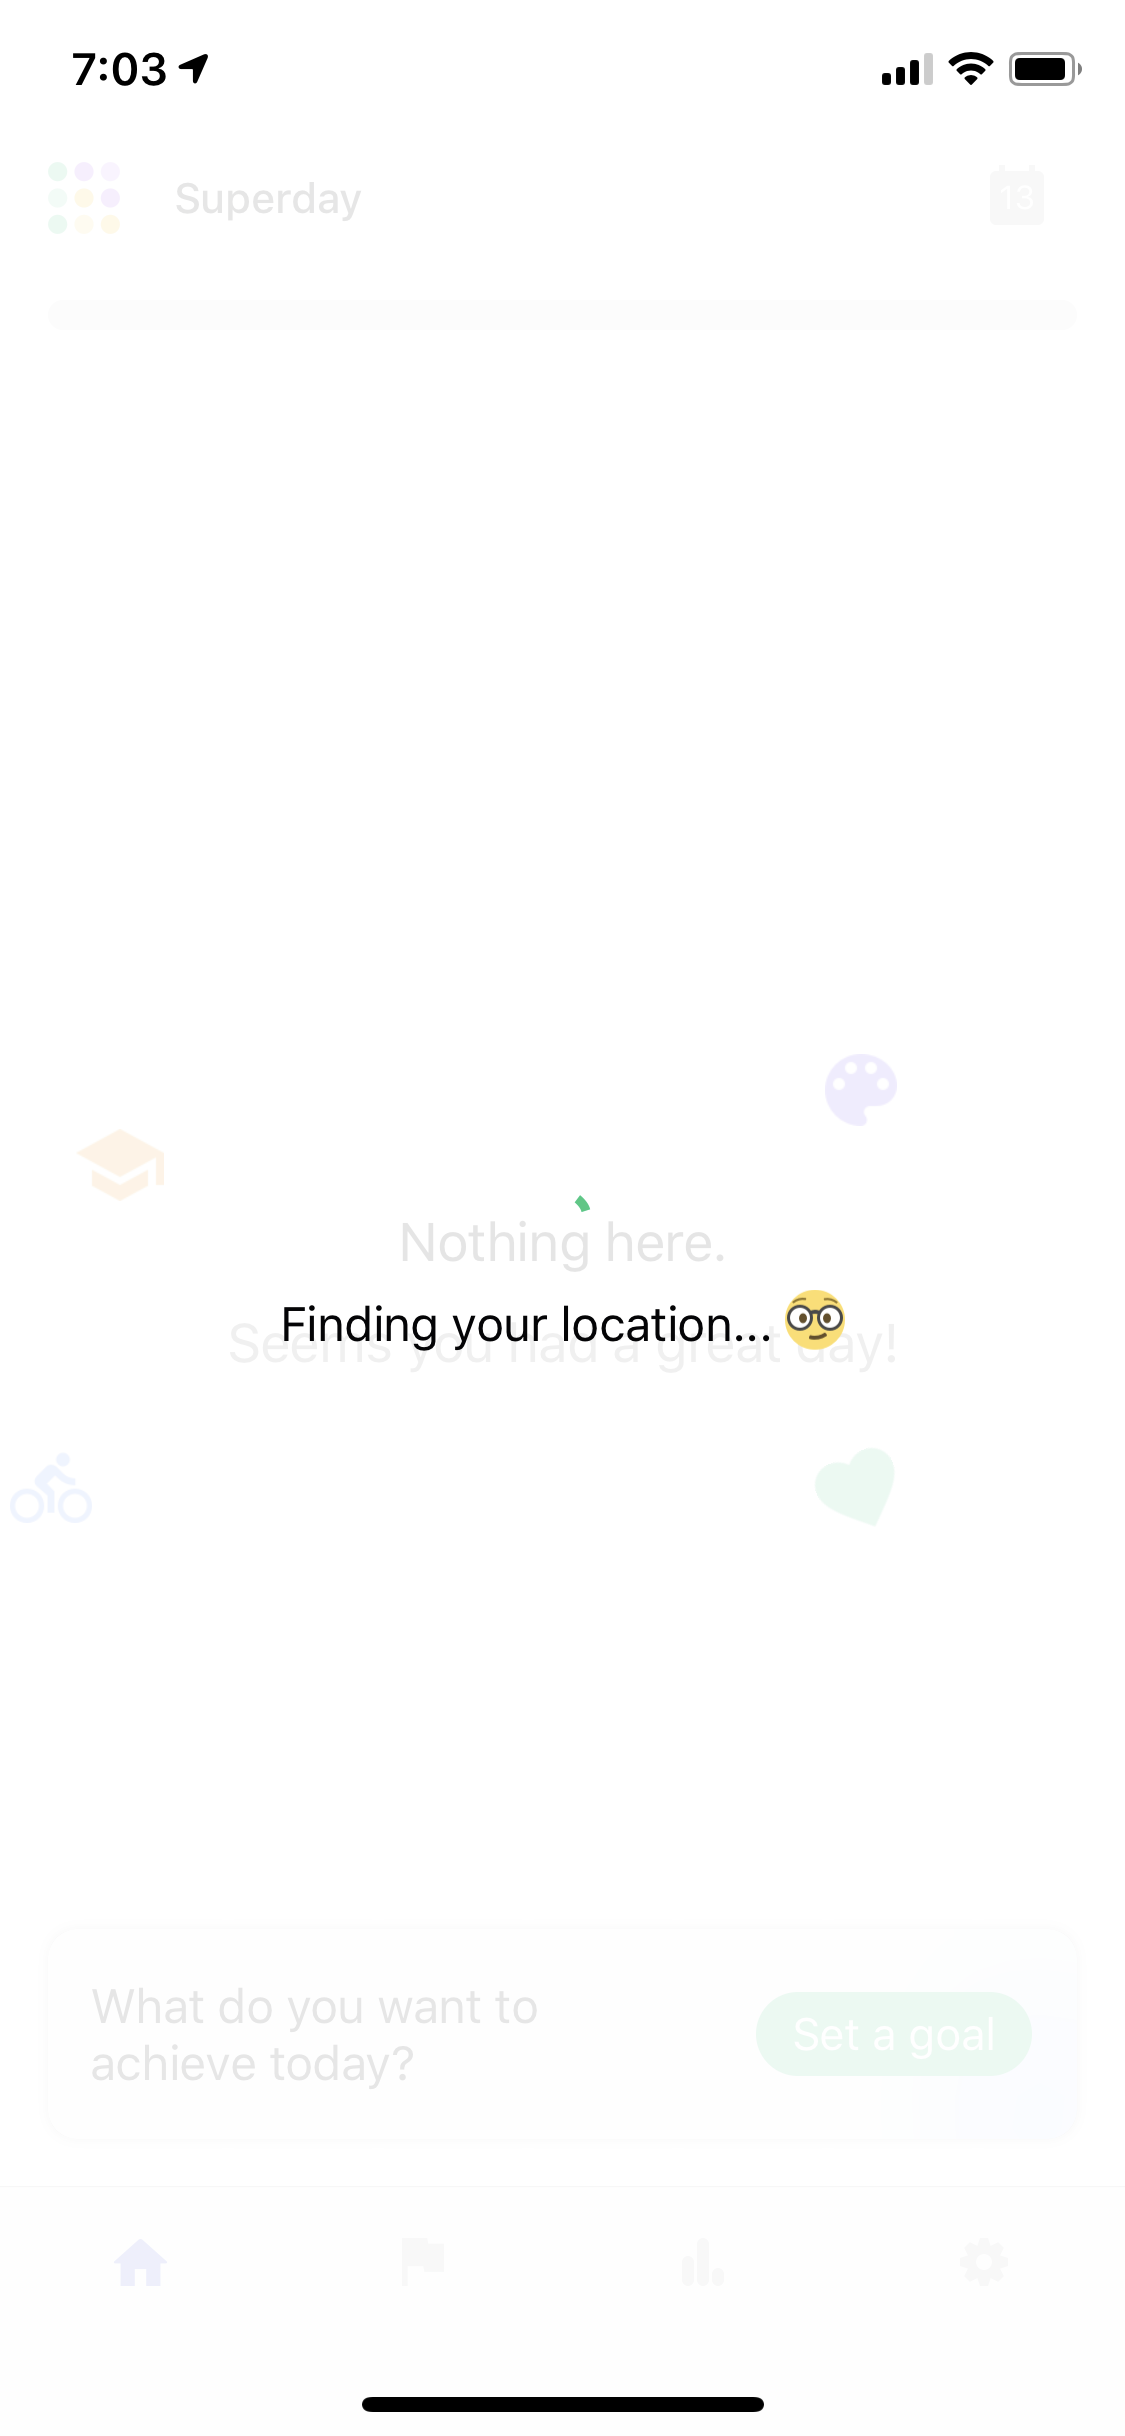 7:03
Superday
13
Nothing here.
Finding your location...
Seems you had a great day!
What do you want to
achieve today?
Set a goal